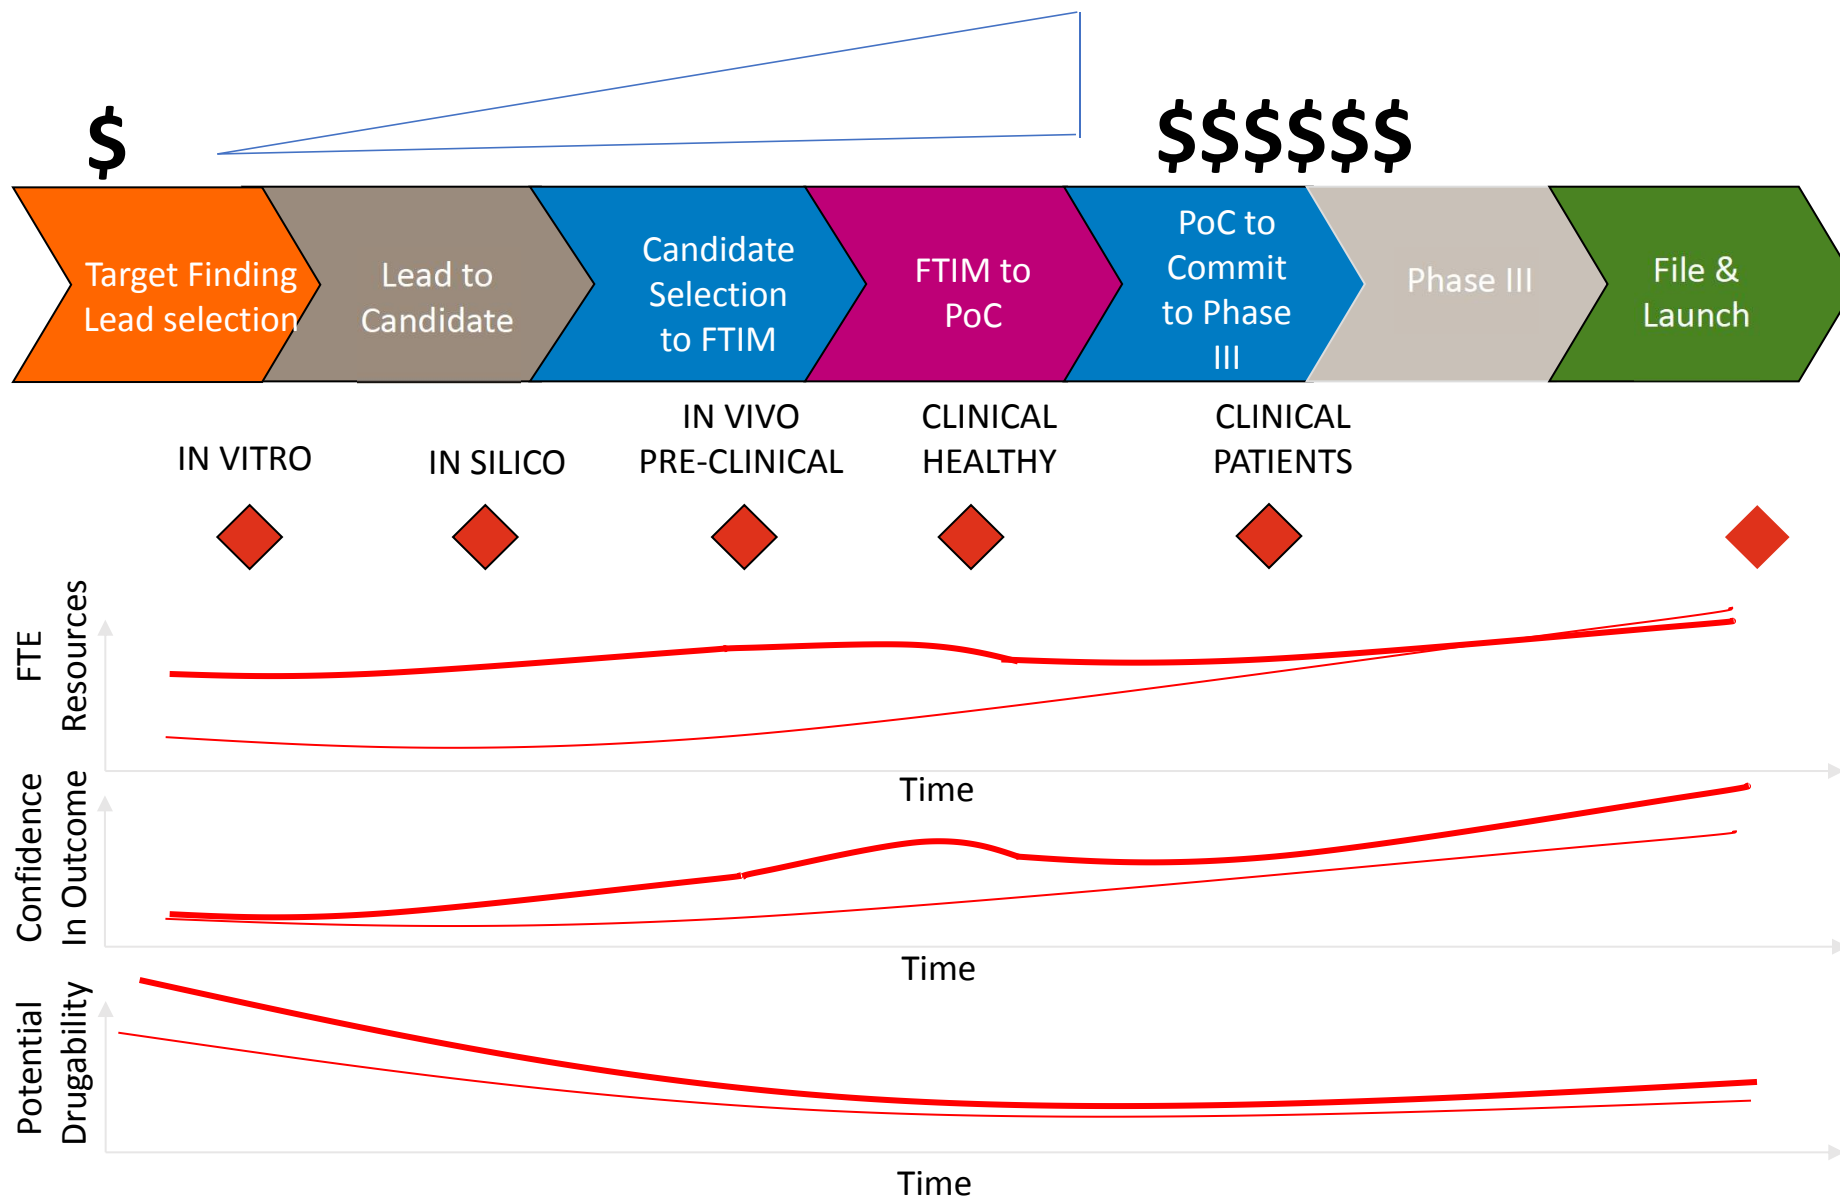 $
$$$$$$
Target Finding
Lead selection
Lead to
Candidate
Candidate
Selection
to FTIM
FTIM to
PoC
PoC to
Commit
to Phase
III
Phase III
File &
Launch
IN VITRO
IN SILICO
IN VIVO
PRE-CLINICAL
CLINICAL
HEALTHY
CLINICAL
PATIENTS
FTE
Resources
Time
Confidence
In Outcome
Time
Potential
Drugability
Time